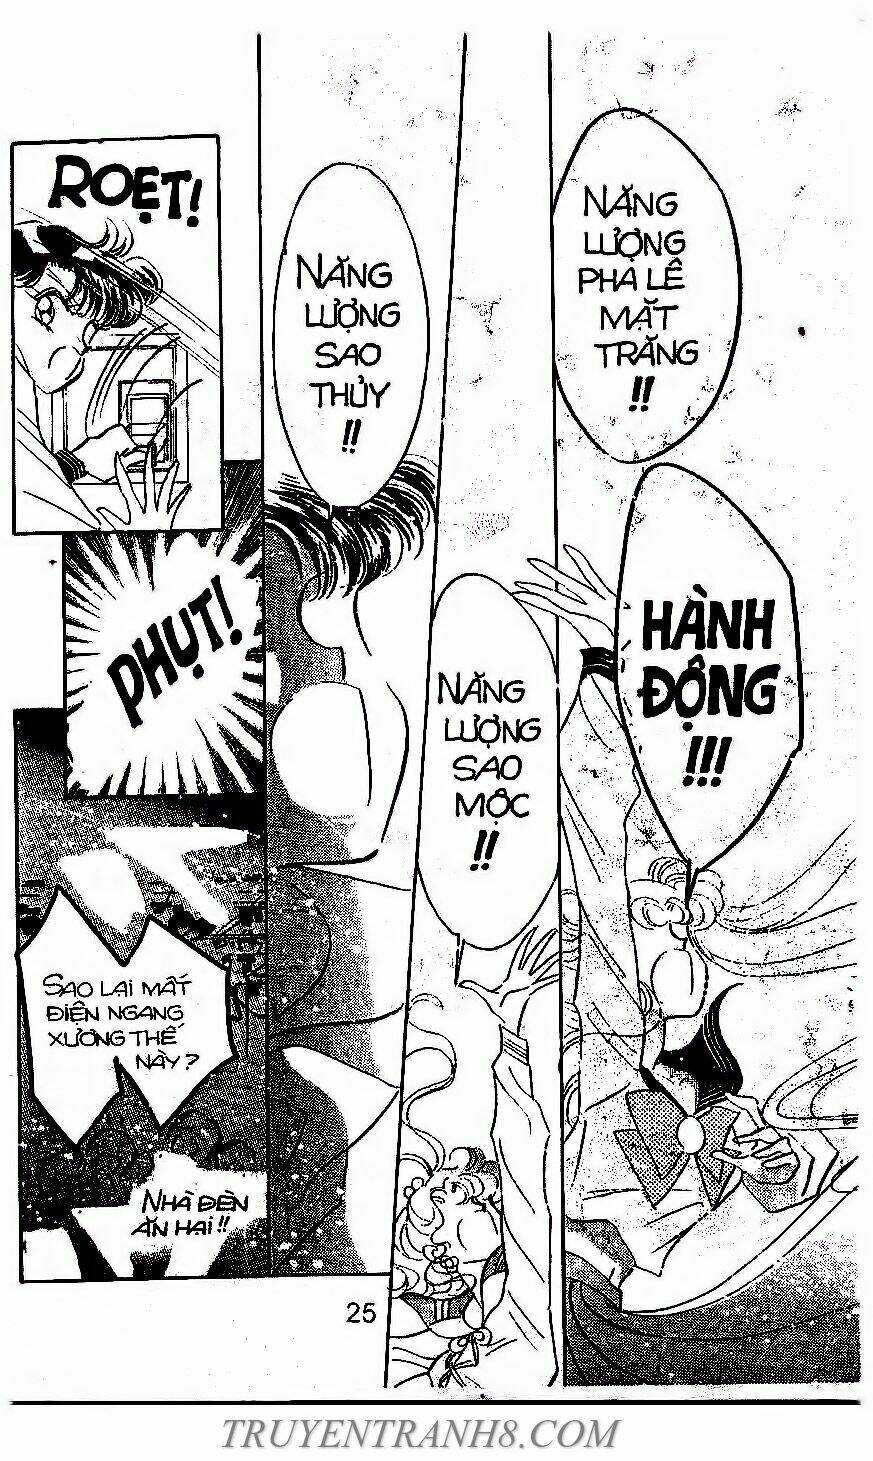 ROẸT!
PHỤT!
SAO LẠI MẤT
ĐIỆN NGANG
XƯƠNG THẾ
NÀY?
NHÀ ĐÈN
ĂN HẠI!!
NĂNG
LƯỢNG
SAO
THỦY
!!
NĂNG
LƯỢNG
SAO
MỘC
!!
NĂNG
LƯỢNG
PHA LÊ
MẶT
TRĂNG
!!
HÀNH
ĐỘNG
!!!
25
TRUYENTRANH8.COM